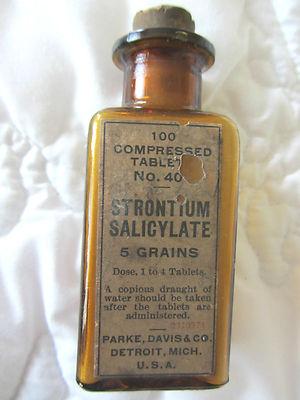 100
COMPRESSED
No. 40
STRONTIUM
SALICYLATE
5 GRAINS
Dose, 1 to 4 Tablets.
A copious draught of
water should be taken
after the tablets are
administered.
PARKE, DAVIS & CO.
DETROIT, MICH.
U.S.A.